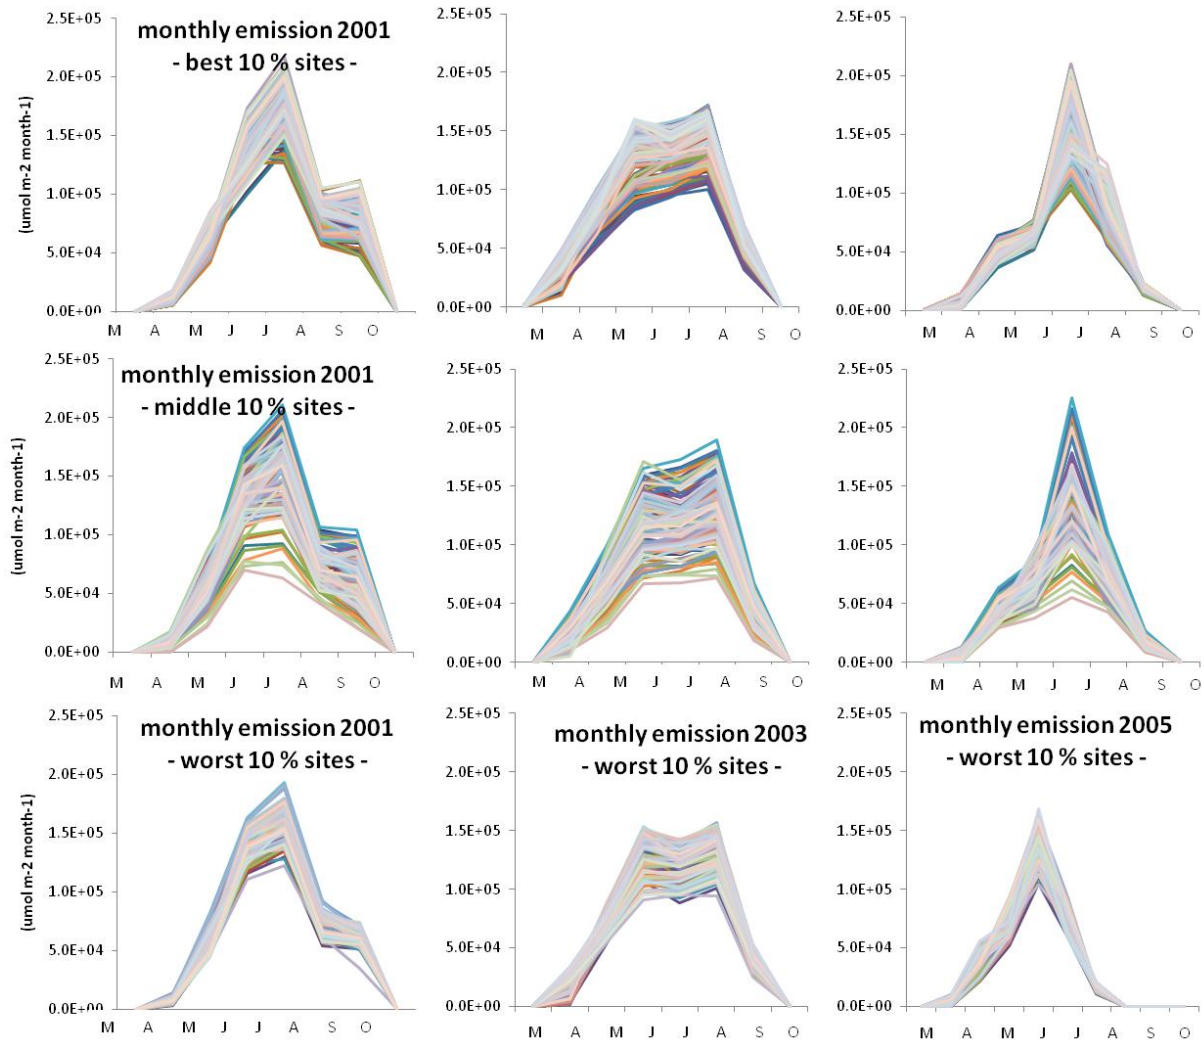 monthly emission 2001
- best 10 % sites -
(umol m-2 month-1)
2.5E+05
2.0E+05
1.5E+05
1.0E+05
5.0E+04
0.0E+00
M A M J J A S O
2.5E+05
2.0E+05
1.5E+05
1.0E+05
5.0E+04
0.0E+00
M A M J J A S O
2.5E+05
2.0E+05
1.5E+05
1.0E+05
5.0E+04
0.0E+00
M A M J J A S O
monthly emission 2001
- middle 10 % sites -
(umol m-2 month-1)
2.5E+05
2.0E+05
1.5E+05
1.0E+05
5.0E+04
0.0E+00
M A M J J A S O
2.5E+05
2.0E+05
1.5E+05
1.0E+05
5.0E+04
0.0E+00
M A M J J A S O
2.5E+05
2.0E+05
1.5E+05
1.0E+05
5.0E+04
0.0E+00
M A M J J A S O
monthly emission 2001
- worst 10 % sites -
(umol m-2 month-1)
2.5E+05
2.0E+05
1.5E+05
1.0E+05
5.0E+04
0.0E+00
M A M J J A S O
monthly emission 2003
- worst 10 % sites -
2.5E+05
2.0E+05
1.5E+05
1.0E+05
5.0E+04
0.0E+00
M A M J J A S O
monthly emission 2005
- worst 10 % sites -
2.5E+05
2.0E+05
1.5E+05
1.0E+05
5.0E+04
0.0E+00
M A M J J A S O